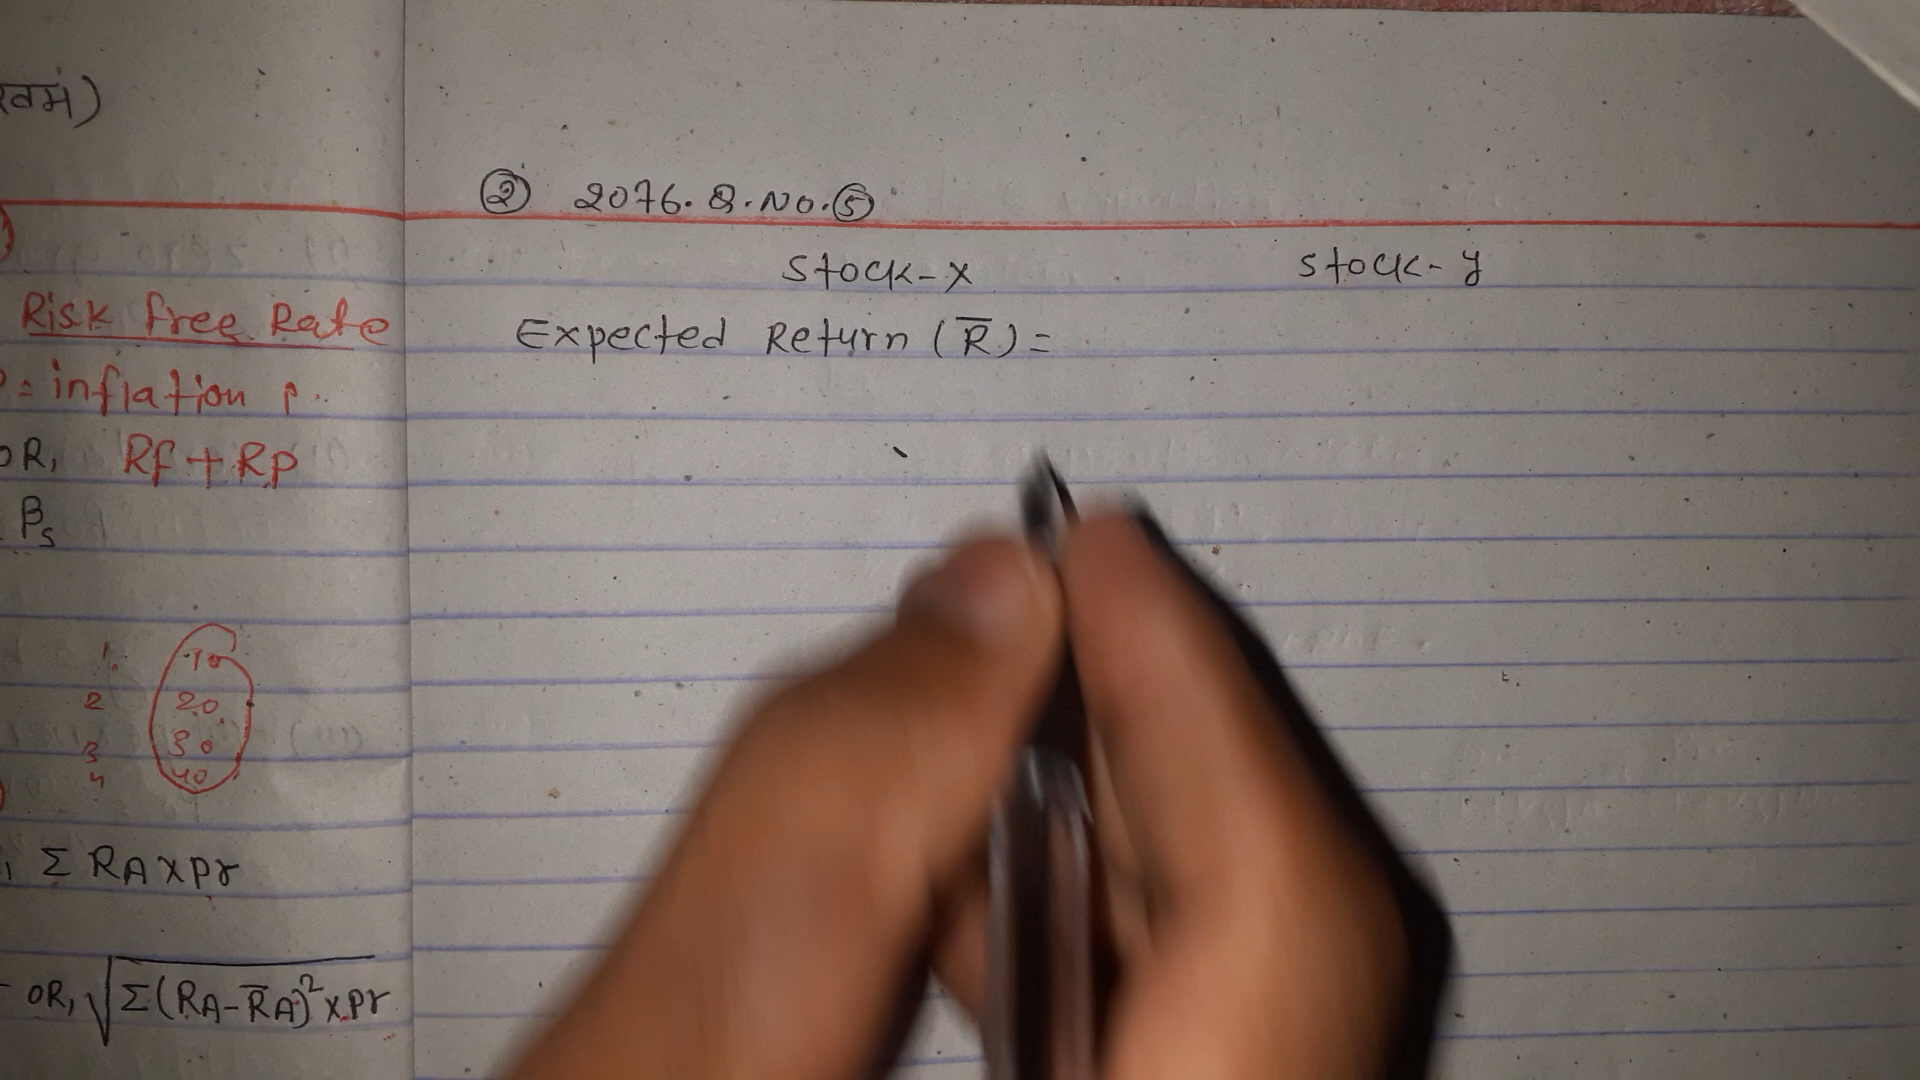 ② 2076. Q. No. ⑤
Stock-X Stock-Y
Expected Return (R̅) =
Risk free Rate
= inflation
OR, Rf + Rp
βs
1. 10
2 20
3 30
4 40
Σ RA x Pr
OR, √Σ(RA-R̅A)² x Pr